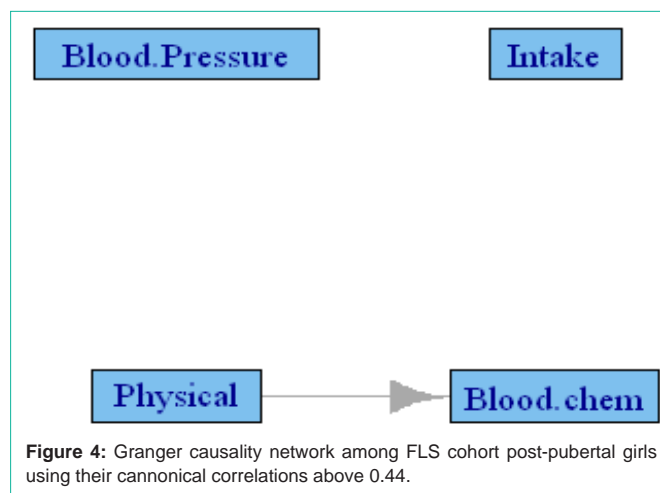 Blood.Pressure
Intake
Physical
Blood.chem
Figure 4: Granger causality network among FLS cohort post-pubertal girls
using their cannonical correlations above 0.44.